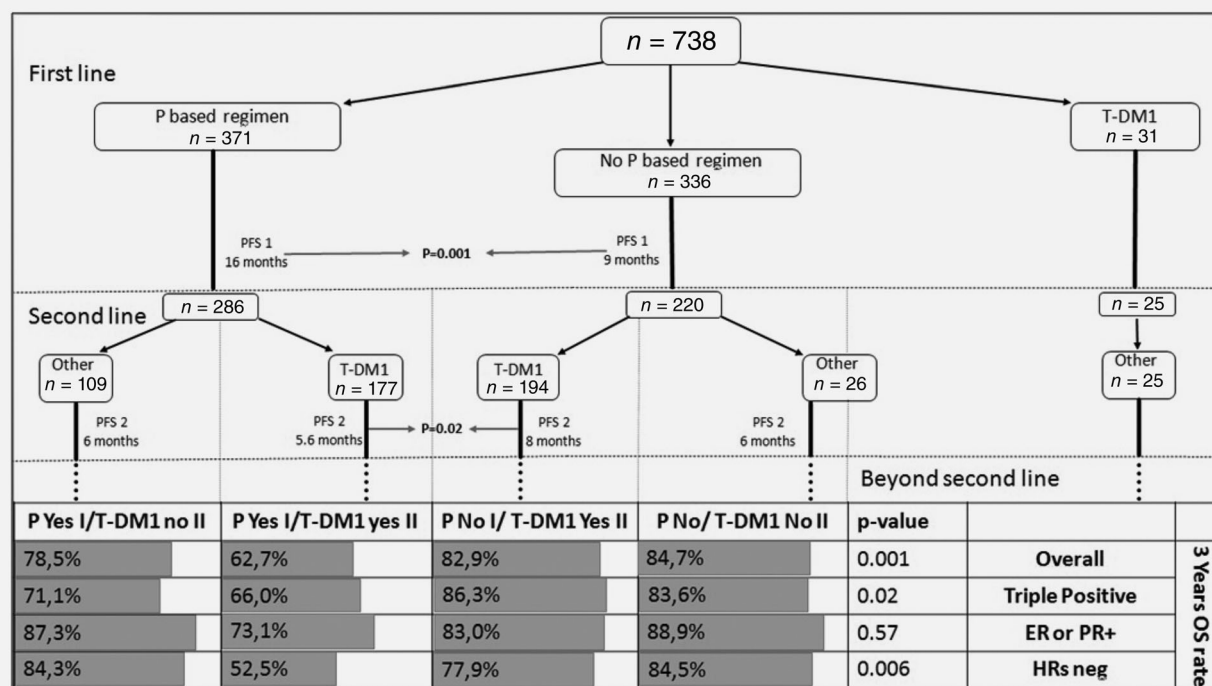 n = 738
First line
P based regimen
n = 371
No P based regimen
n = 336
T-DM1
n = 31
PFS 1
16 months
P=0.001
PFS 1
9 months
Second line
n = 286
n = 220
n = 25
Other
n = 109
T-DM1
n = 177
T-DM1
n = 194
Other
n = 26
Other
n = 25
PFS 2
6 months
PFS 2
5.6 months
P=0.02
PFS 2
8 months
PFS 2
6 months
Beyond second line
P Yes I/T-DM1 no II P Yes I/T-DM1 yes II P No I/ T-DM1 Yes II P No/ T-DM1 No II p-value
78,5% 62,7% 82,9% 84,7% 0.001 Overall
71,1% 66,0% 86,3% 83,6% 0.02 Triple Positive
87,3% 73,1% 83,0% 88,9% 0.57 ER or PR+
84,3% 52,5% 77,9% 84,5% 0.006 HRs neg
3 Years OS rate